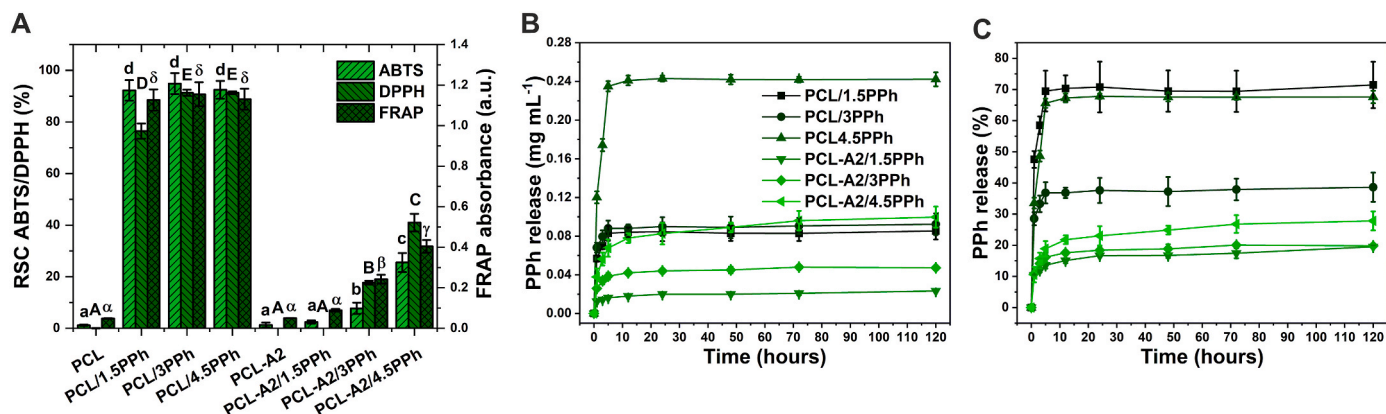 A
RSC ABTS/DPPH (%)
100
80
60
40
20
0
a A α
d D δ
d E δ
d E δ
a A α
a A α
b B β
c C γ
ABTS
DPPH
FRAP
1.4
1.2
1.0
0.8
0.6
0.4
0.2
0.0
FRAP absorbance (a.u.)
PCL
PCL/1.5PPh
PCL/3PPh
PCL/4.5PPh
PCL-A2
PCL-A2/1.5PPh
PCL-A2/3PPh
PCL-A2/4.5PPh
B
PPh release (mg mL⁻¹)
0.28
0.24
0.20
0.16
0.12
0.08
0.04
0.00
PCL/1.5PPh
PCL/3PPh
PCL4.5PPh
PCL-A2/1.5PPh
PCL-A2/3PPh
PCL-A2/4.5PPh
0 10 20 30 40 50 60 70 80 90 100 110 120
Time (hours)
C
PPh release (%)
90
80
70
60
50
40
30
20
10
0
0 10 20 30 40 50 60 70 80 90 100 110 120
Time (hours)